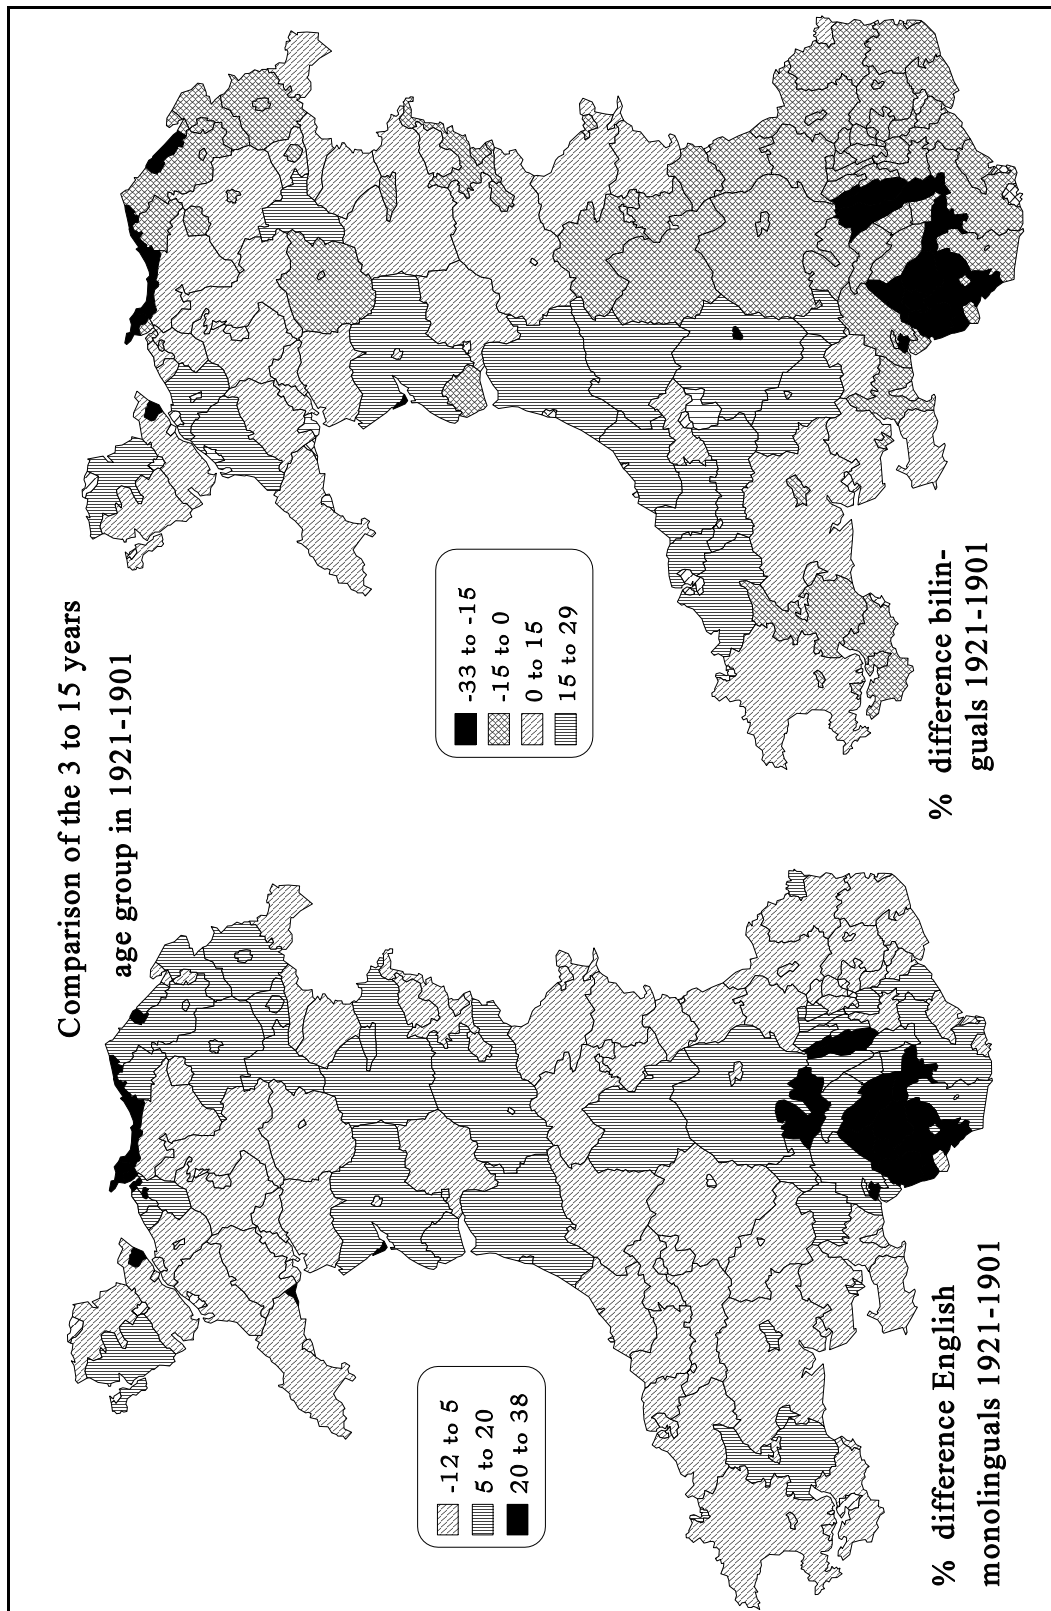 Comparison of the 3 to 15 years
age group in 1921-1901
-12 to 5
5 to 20
20 to 38
% difference English
monolinguals 1921-1901
-33 to -15
-15 to 0
0 to 15
15 to 29
% difference bilin-
guals 1921-1901